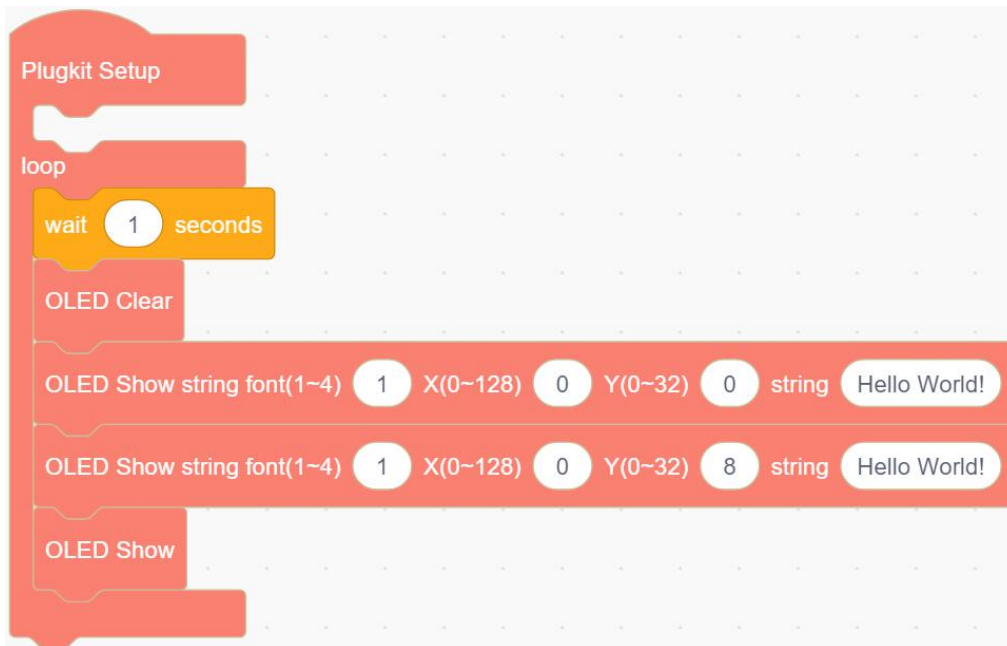 Plugkit Setup
loop
wait 1 seconds
OLED Clear
OLED Show string font(1~4) 1 X(0~128) 0 Y(0~32) 0 string Hello World!
OLED Show string font(1~4) 1 X(0~128) 0 Y(0~32) 8 string Hello World!
OLED Show